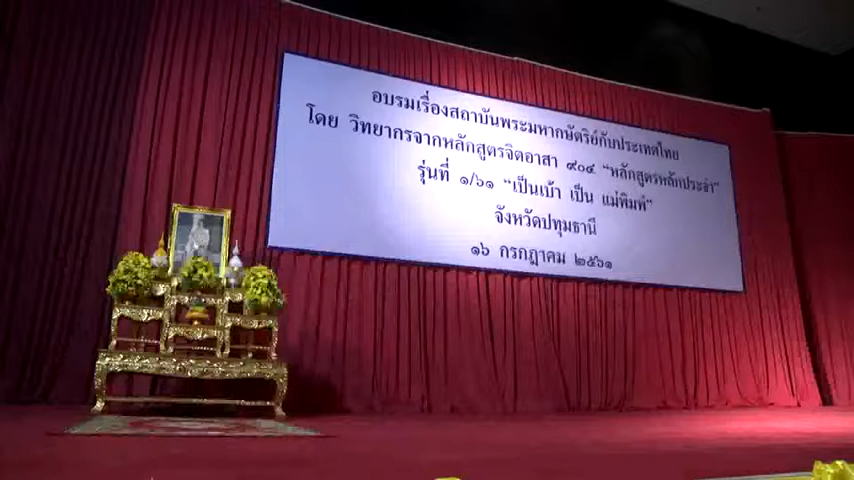 อบรมเรื่องสถาบันพระมหากษัตริย์กับประเทศไทย
โดย วิทยากรจากหลักสูตรจิตอาสา ๙๐๔ "หลักสูตรหลักประจำ"
รุ่นที่ ๑/๖๑ "เป็นเบ้า เป็น แม่พิมพ์"
จังหวัดปทุมธานี
๑๖ กรกฎาคม ๒๕๖๑